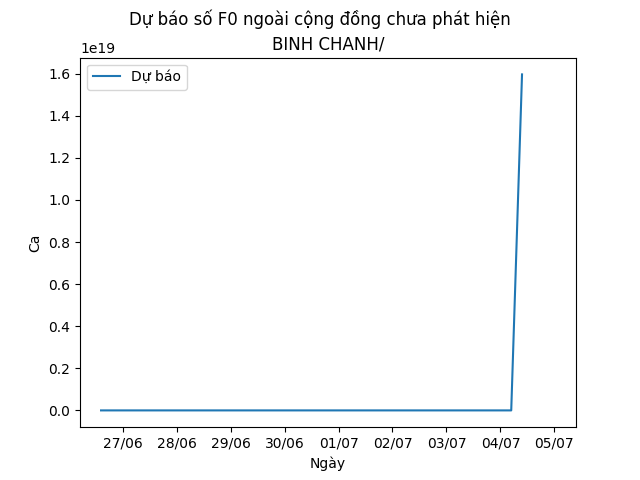 Dự báo số F0 ngoài cộng đồng chưa phát hiện
BINH CHANH/
1e19
Dự báo
1.6
1.4
1.2
1.0
0.8
0.6
0.4
0.2
0.0
Ca
27/06 28/06 29/06 30/06 01/07 02/07 03/07 04/07 05/07
Ngày